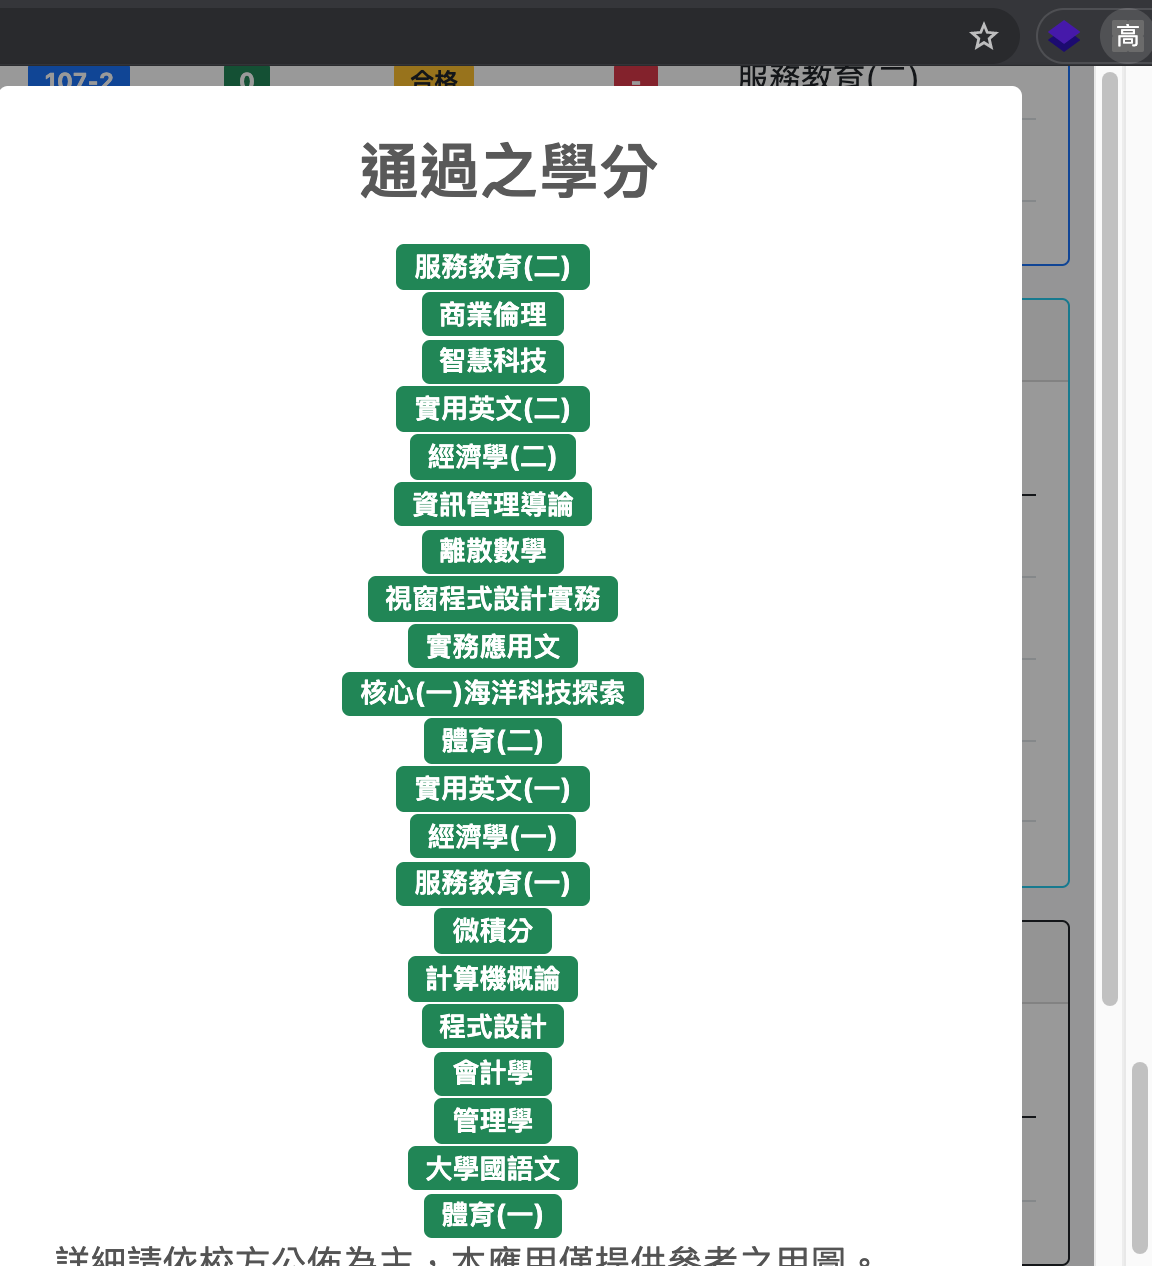 高
107-2 0 合格 - 服務教育(二)
通過之學分
服務教育(二)
商業倫理
智慧科技
實用英文(二)
經濟學(二)
資訊管理導論
離散數學
視窗程式設計實務
實務應用文
核心(一)海洋科技探索
體育(二)
實用英文(一)
經濟學(一)
服務教育(一)
微積分
計算機概論
程式設計
會計學
管理學
大學國語文
體育(一)
詳細請依校方公佈為主，本應用僅提供參考之用圖。